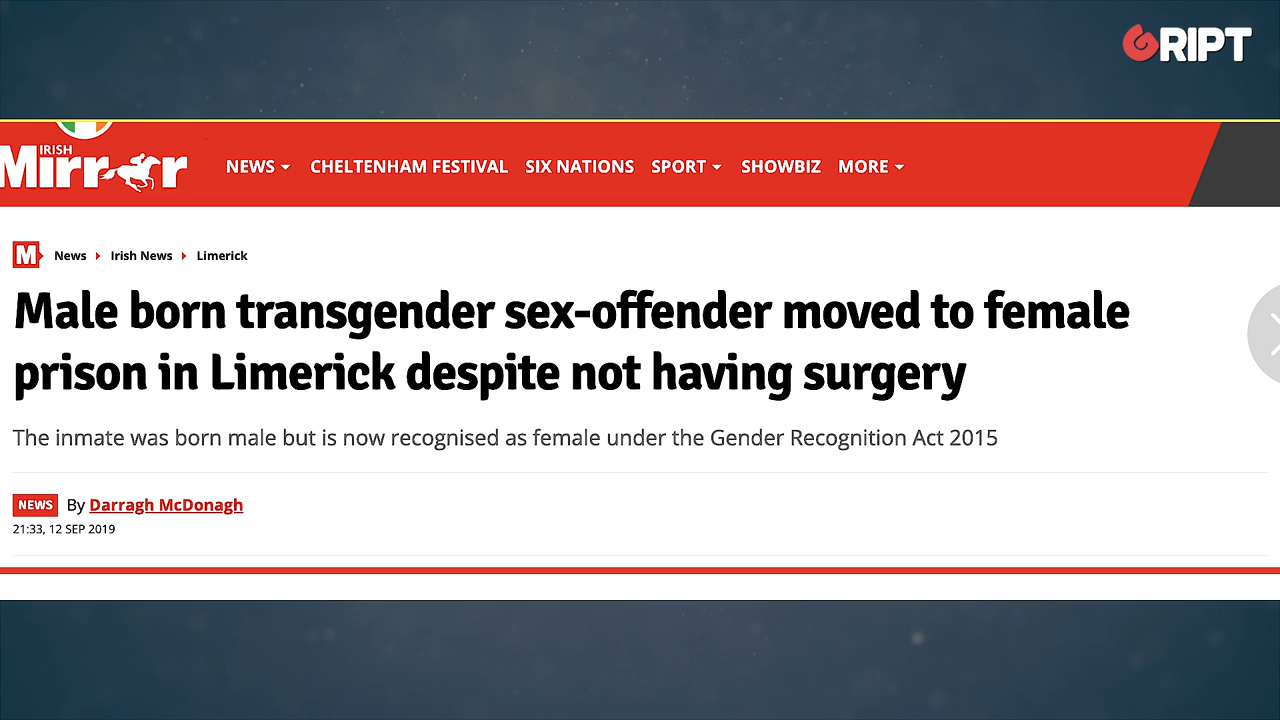 GRIPT
IRISH
Mirror
NEWS CHELTENHAM FESTIVAL SIX NATIONS SPORT SHOWBIZ MORE
M News Irish News Limerick
Male born transgender sex-offender moved to female
prison in Limerick despite not having surgery
The inmate was born male but is now recognised as female under the Gender Recognition Act 2015
NEWS By Darragh McDonagh
21:33, 12 SEP 2019